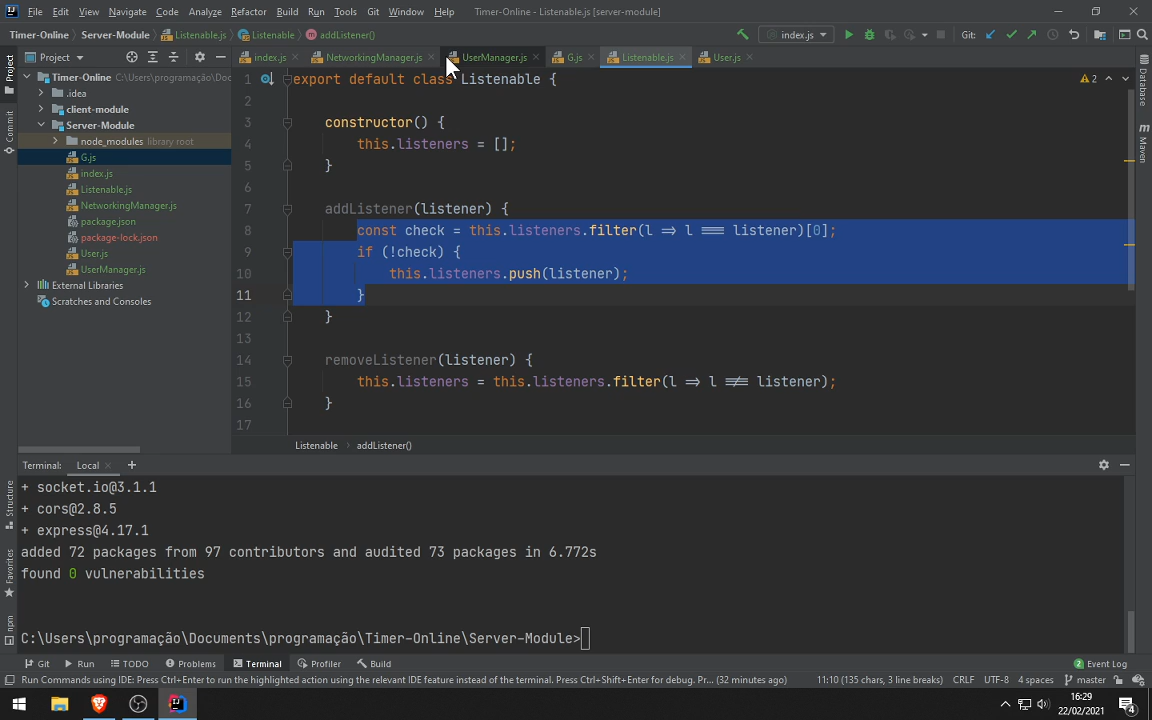 File Edit View Navigate Code Analyze Refactor Build Run Tools Git Window Help Timer-Online - Listenable.js [server-module]
Timer-Online Server-Module Listenable.js Listenable addListener() index.js Git:
Project index.js NetworkingManager.js UserManager.js G.js Listenable.js User.js
Timer-Online C:\Users\programação\Doc
.idea
client-module
Server-Module
node_modules library root
G.js
index.js
Listenable.js
NetworkingManager.js
package.json
package-lock.json
User.js
UserManager.js
External Libraries
Scratches and Consoles
1 export default class Listenable {
2
3 constructor() {
4 this.listeners = [];
5 }
6
7 addListener(listener) {
8 const check = this.listeners.filter(l => l === listener)[0];
9 if (!check) {
10 this.listeners.push(listener);
11 }
12 }
13
14 removeListener(listener) {
15 this.listeners = this.listeners.filter(l => l !== listener);
16 }
17
2
Listenable addListener()
Project
Commit
Structure
Favorites
npm
Database
Maven
Terminal: Local
+ socket.io@3.1.1
+ cors@2.8.5
+ express@4.17.1
added 72 packages from 97 contributors and audited 73 packages in 6.772s
found 0 vulnerabilities
C:\Users\programação\Documents\programação\Timer-Online\Server-Module>
Git Run TODO Problems Terminal Profiler Build 2 Event Log
Run Commands using IDE: Press Ctrl+Enter to run the highlighted action using the relevant IDE feature instead of the terminal. Press Ctrl+Shift+Enter for debug. Pr... (32 minutes ago) 11:10 (135 chars, 3 line breaks) CRLF UTF-8 4 spaces master
16:29
22/02/2021
4